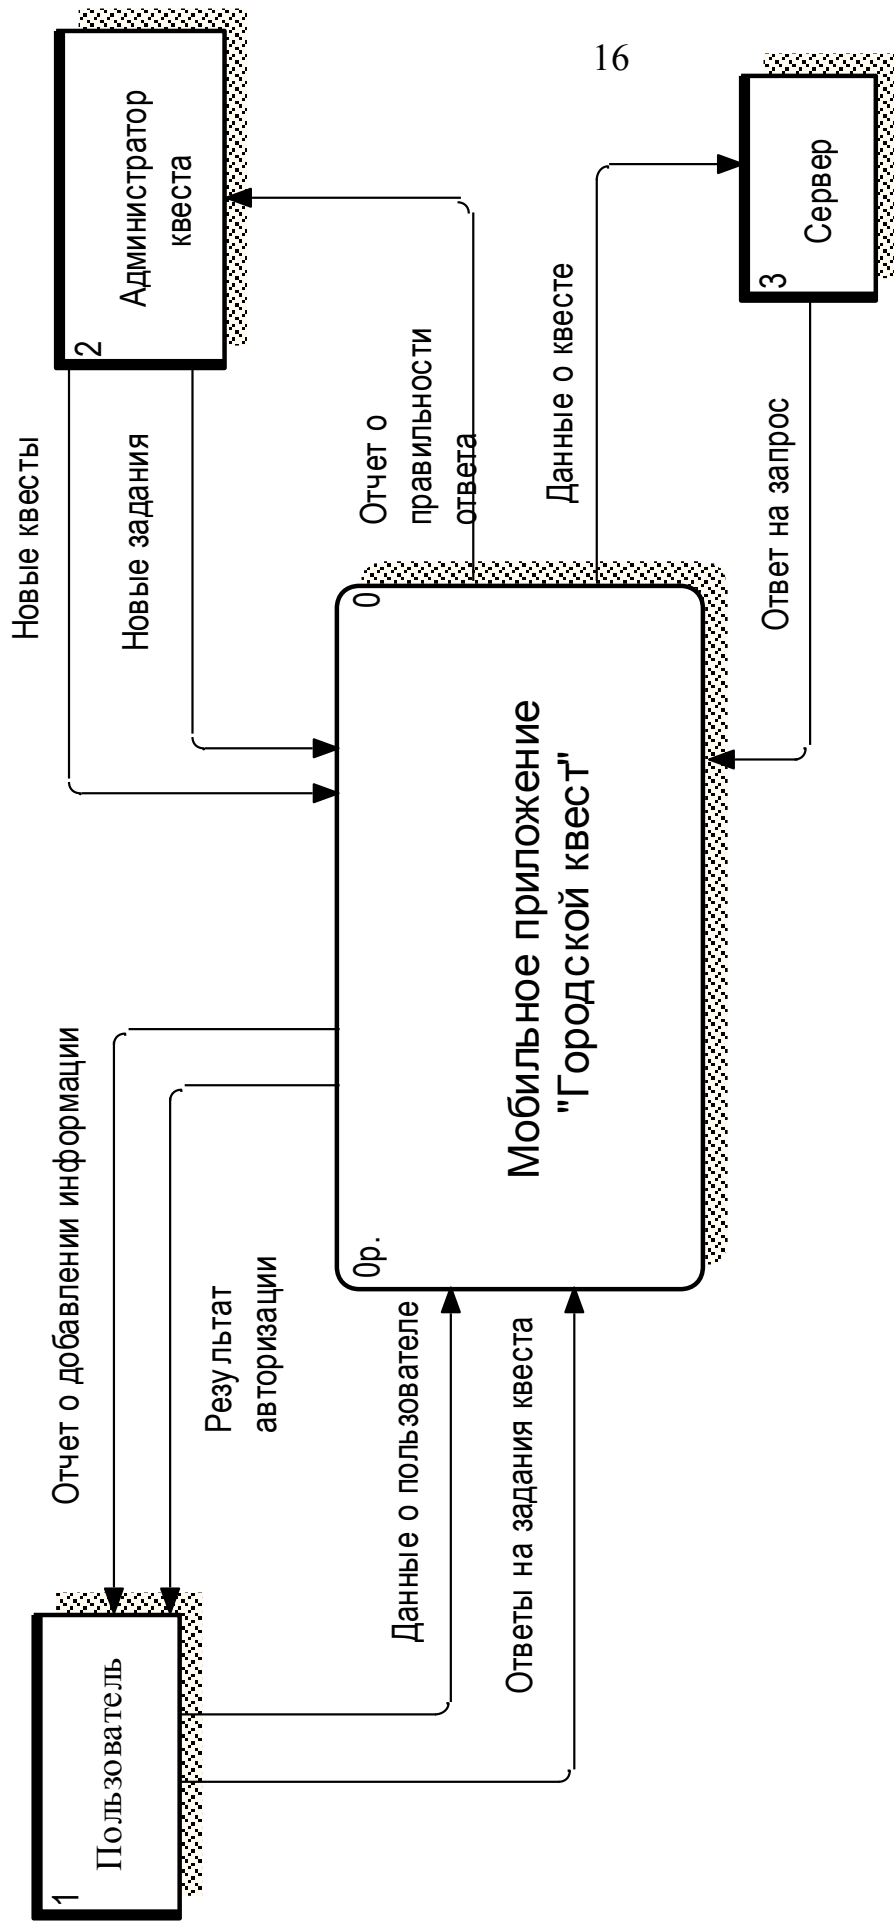 16
1
Пользователь
Отчет о добавлении информации
Результат
авторизации
Данные о пользователе
Ответы на задания квеста
Новые квесты
Новые задания
2
Администратор
квеста
0р.
0
Мобильное приложение
"Городской квест"
Отчет о
правильности
ответа
Данные о квесте
Ответ на запрос
3
Сервер